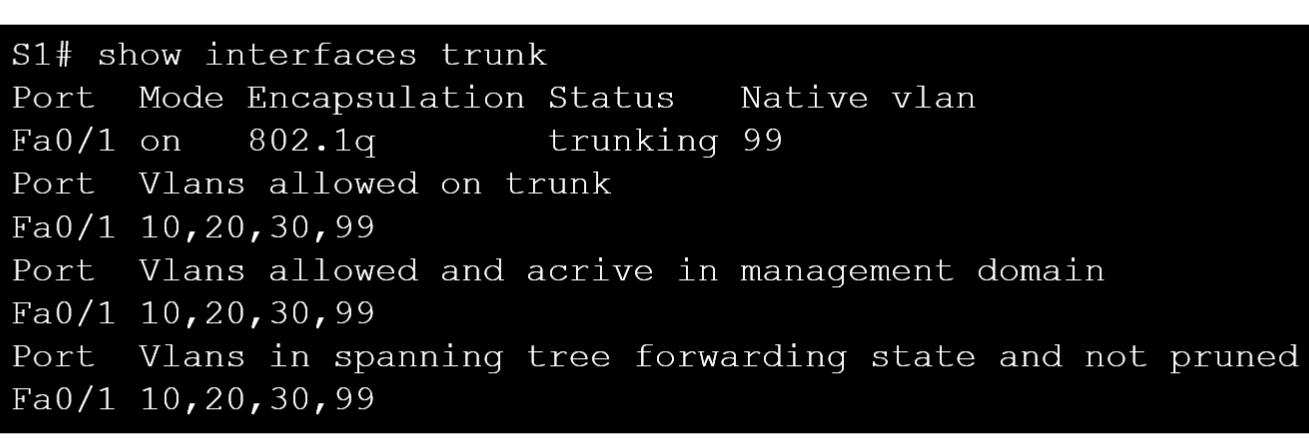 S1# show interfaces trunk
Port Mode Encapsulation Status Native vlan
Fa0/1 on 802.1q trunking 99
Port Vlans allowed on trunk
Fa0/1 10,20,30,99
Port Vlans allowed and acrive in management domain
Fa0/1 10,20,30,99
Port Vlans in spanning tree forwarding state and not pruned
Fa0/1 10,20,30,99